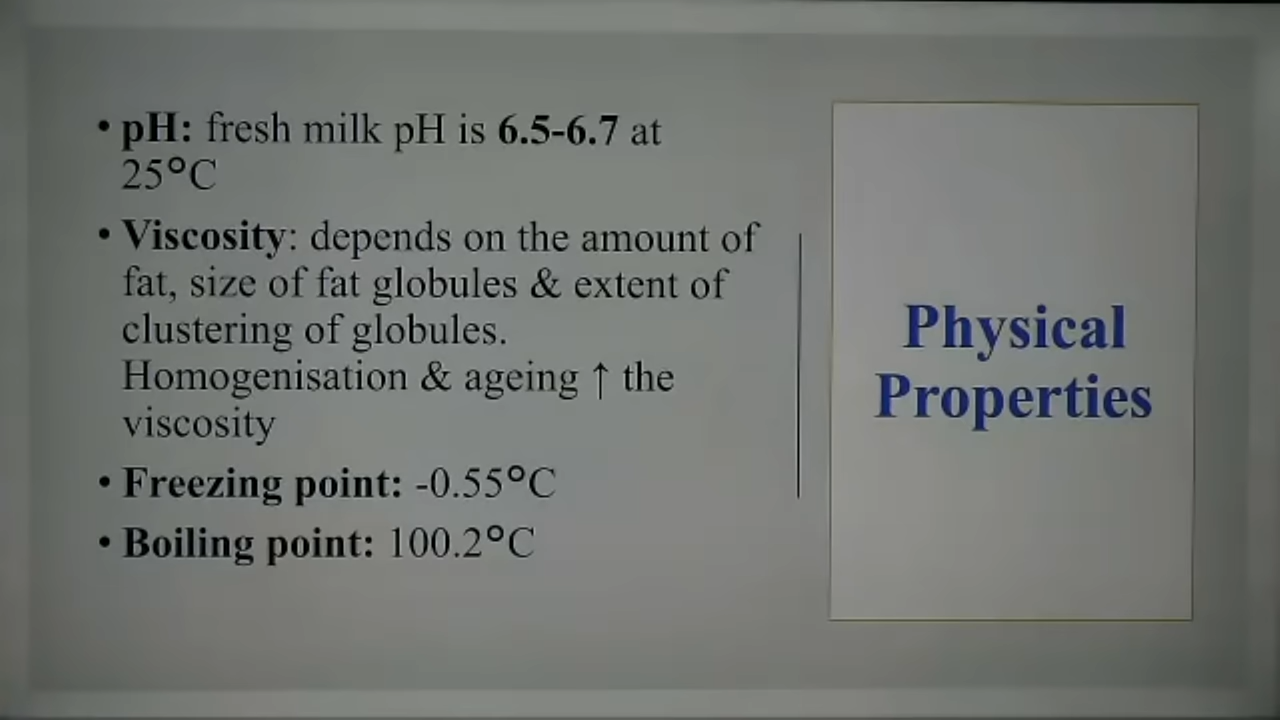 • pH: fresh milk pH is 6.5-6.7 at
25°C
• Viscosity: depends on the amount of
fat, size of fat globules & extent of
clustering of globules.
Homogenisation & ageing ↑ the
viscosity
• Freezing point: -0.55°C
• Boiling point: 100.2°C
Physical
Properties